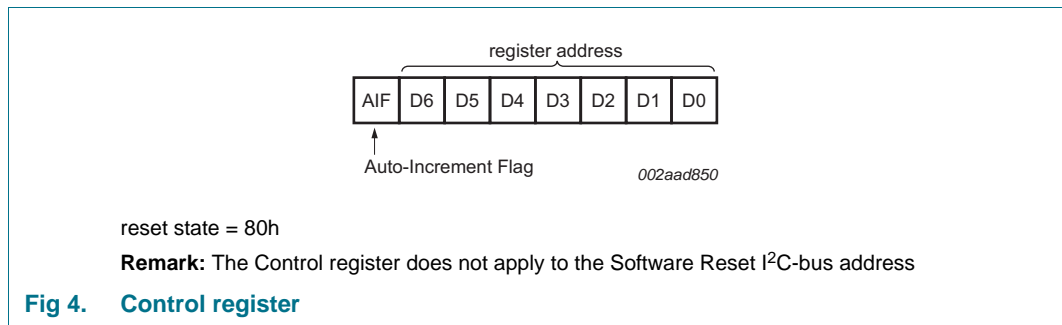 register address
AIF D6 D5 D4 D3 D2 D1 D0
Auto-Increment Flag
002aad850
reset state = 80h
Remark: The Control register does not apply to the Software Reset I²C-bus address
Fig 4. Control register